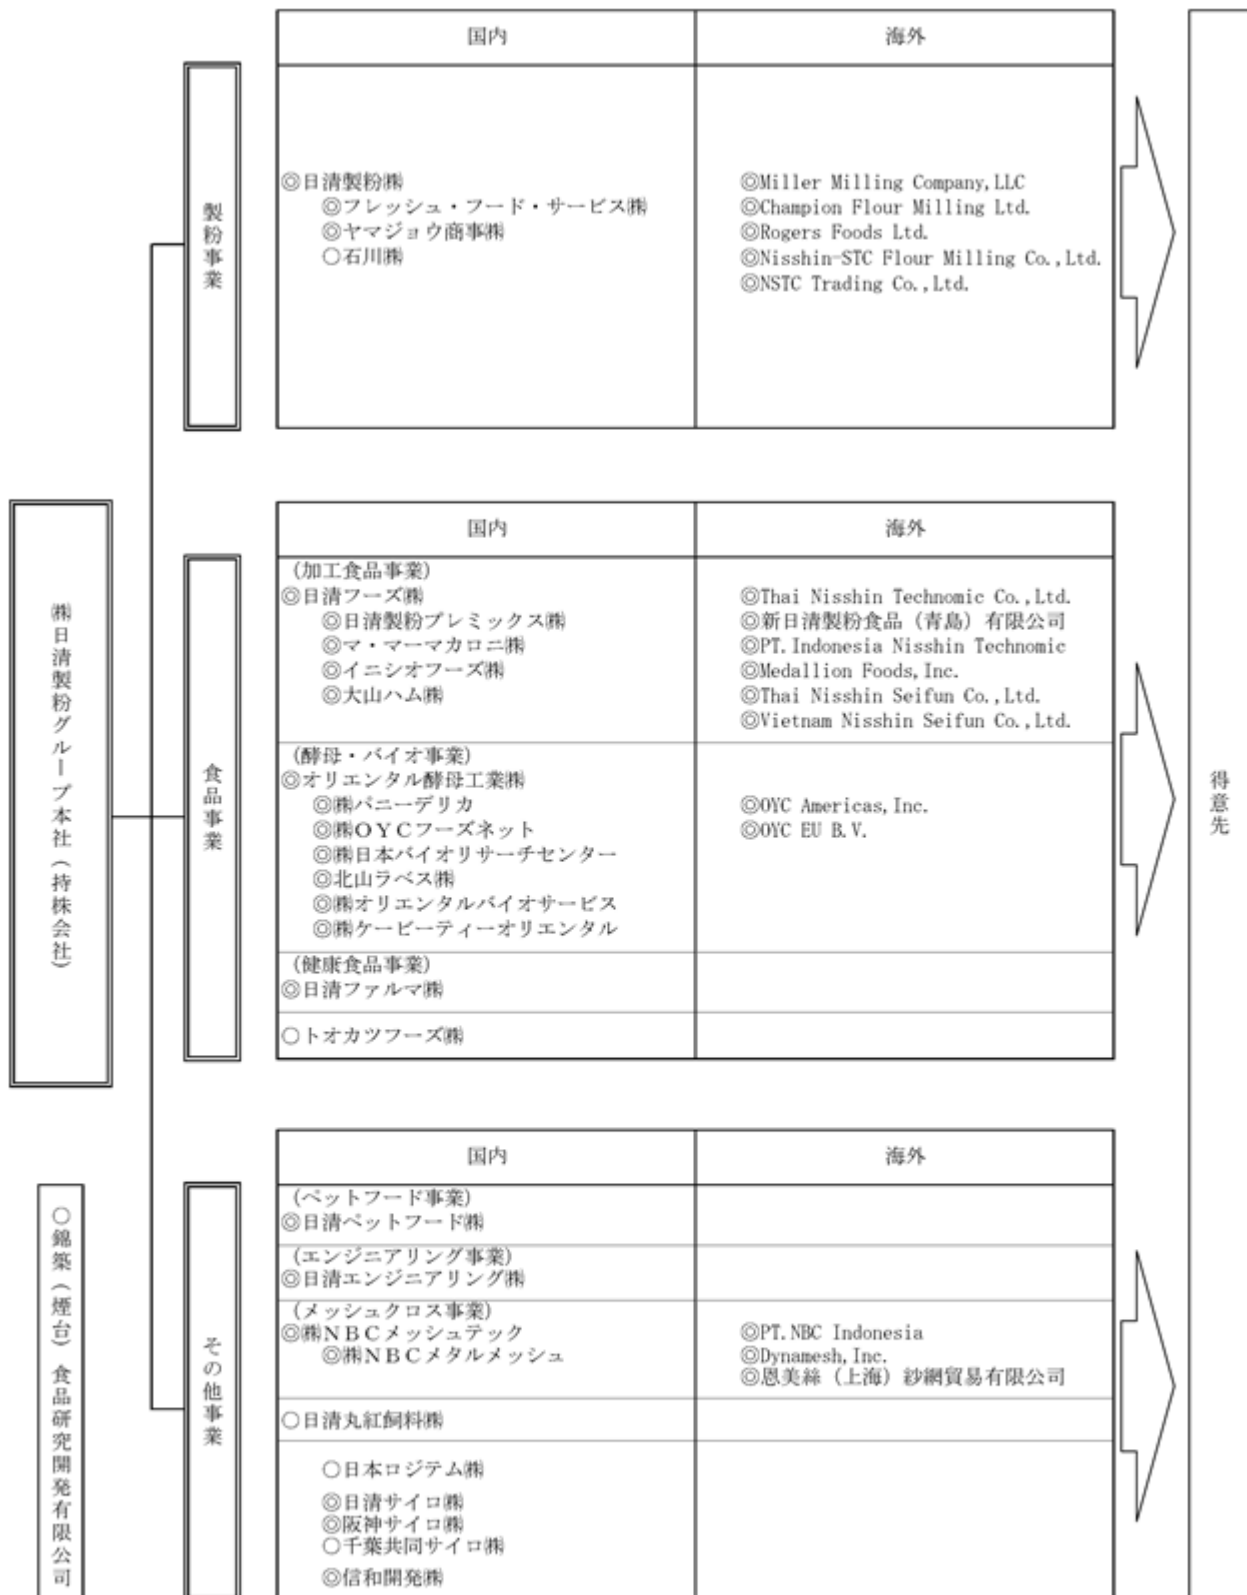 国内
海外
製粉事業
◎日清製粉㈱
◎フレッシュ・フード・サービス㈱
◎ヤマジョウ商事㈱
○石川㈱
◎Miller Milling Company,LLC
◎Champion Flour Milling Ltd.
◎Rogers Foods Ltd.
◎Nisshin-STC Flour Milling Co.,Ltd.
◎NSTC Trading Co.,Ltd.
㈱日清製粉グループ本社（持株会社）
食品事業
国内
海外
（加工食品事業）
◎日清フーズ㈱
◎日清製粉プレミックス㈱
◎マ・マーマカロニ㈱
◎イニシオフーズ㈱
◎大山ハム㈱
◎Thai Nisshin Technomic Co.,Ltd.
◎新日清製粉食品（青島）有限公司
◎PT.Indonesia Nisshin Technomic
◎Medallion Foods,Inc.
◎Thai Nisshin Seifun Co.,Ltd.
◎Vietnam Nisshin Seifun Co.,Ltd.
（酵母・バイオ事業）
◎オリエンタル酵母工業㈱
◎㈱パニーデリカ
◎㈱ＯＹＣフーズネット
◎㈱日本バイオリサーチセンター
◎北山ラベス㈱
◎㈱オリエンタルバイオサービス
◎㈱ケービーティーオリエンタル
◎OYC Americas,Inc.
◎OYC EU B.V.
（健康食品事業）
◎日清ファルマ㈱
○トオカツフーズ㈱
得意先
○錦築（煙台）食品研究開発有限公司
その他事業
国内
海外
（ペットフード事業）
◎日清ペットフード㈱
（エンジニアリング事業）
◎日清エンジニアリング㈱
（メッシュクロス事業）
◎㈱ＮＢＣメッシュテック
◎㈱ＮＢＣメタルメッシュ
◎PT.NBC Indonesia
◎Dynamesh,Inc.
◎恩美絲（上海）紗網貿易有限公司
○日清丸紅飼料㈱
○日本ロジテム㈱
◎日清サイロ㈱
◎阪神サイロ㈱
○千葉共同サイロ㈱
◎信和開発㈱